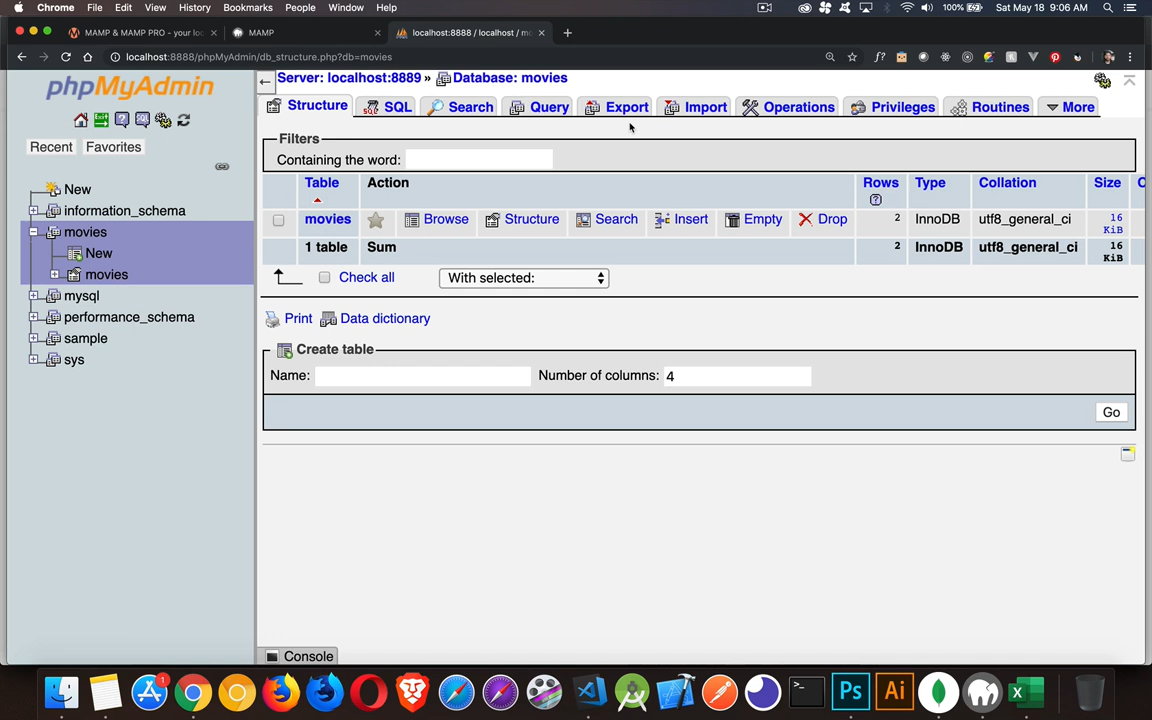 Chrome File Edit View History Bookmarks People Window Help 100% Sat May 18 9:06 AM
MAMP & MAMP PRO - your lo
MAMP
localhost:8888 / localhost / mo
localhost:8888/phpMyAdmin/db_structure.php?db=movies
phpMyAdmin
Recent Favorites
New
information_schema
movies
New
movies
mysql
performance_schema
sample
sys
Server: localhost:8889 » Database: movies
Structure SQL Search Query Export Import Operations Privileges Routines More
Filters
Containing the word:
Table Action Rows Type Collation Size
movies Browse Structure Search Insert Empty Drop 2 InnoDB utf8_general_ci 16 KiB
1 table Sum 2 InnoDB utf8_general_ci 16 KiB
Check all With selected:
Print Data dictionary
Create table
Name: Number of columns: 4
Go
Console
1
Ps Ai